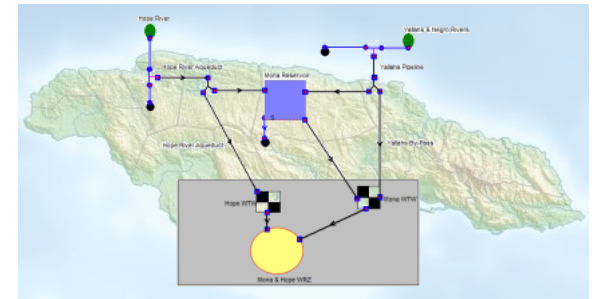 Hope River
Yallahs & Negro Rivers
Hope River Aqueduct
Mona Reservoir
Yallahs Pipeline
S
Hope River Aqueduct
Yallahs By-Pass
Hope WTW
Mona WTW
Mona & Hope WRZ